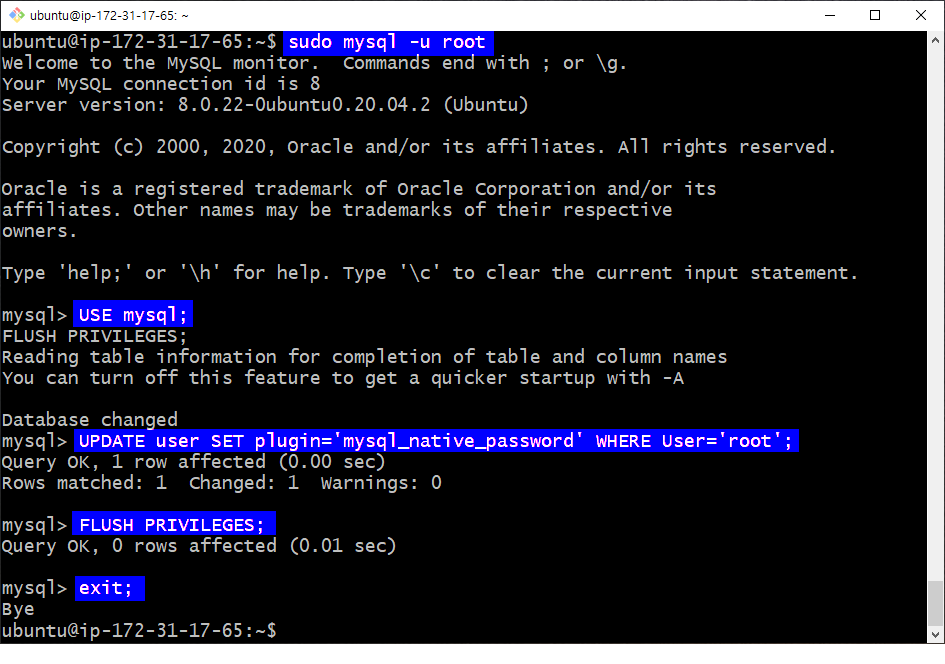 ubuntu@ip-172-31-17-65: ~
ubuntu@ip-172-31-17-65:~$ sudo mysql -u root
Welcome to the MySQL monitor.  Commands end with ; or \g.
Your MySQL connection id is 8
Server version: 8.0.22-0ubuntu0.20.04.2 (Ubuntu)
Copyright (c) 2000, 2020, Oracle and/or its affiliates. All rights reserved.
Oracle is a registered trademark of Oracle Corporation and/or its
affiliates. Other names may be trademarks of their respective
owners.
Type 'help;' or '\h' for help. Type '\c' to clear the current input statement.
mysql> USE mysql;
FLUSH PRIVILEGES;
Reading table information for completion of table and column names
You can turn off this feature to get a quicker startup with -A
Database changed
mysql> UPDATE user SET plugin='mysql_native_password' WHERE User='root';
Query OK, 1 row affected (0.00 sec)
Rows matched: 1  Changed: 1  Warnings: 0
mysql> FLUSH PRIVILEGES;
Query OK, 0 rows affected (0.01 sec)
mysql> exit;
Bye
ubuntu@ip-172-31-17-65:~$